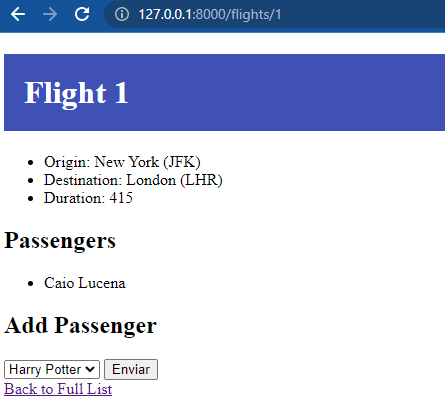 127.0.0.1:8000/flights/1
Flight 1
Origin: New York (JFK)
Destination: London (LHR)
Duration: 415
Passengers
Caio Lucena
Add Passenger
Harry Potter Enviar
Back to Full List